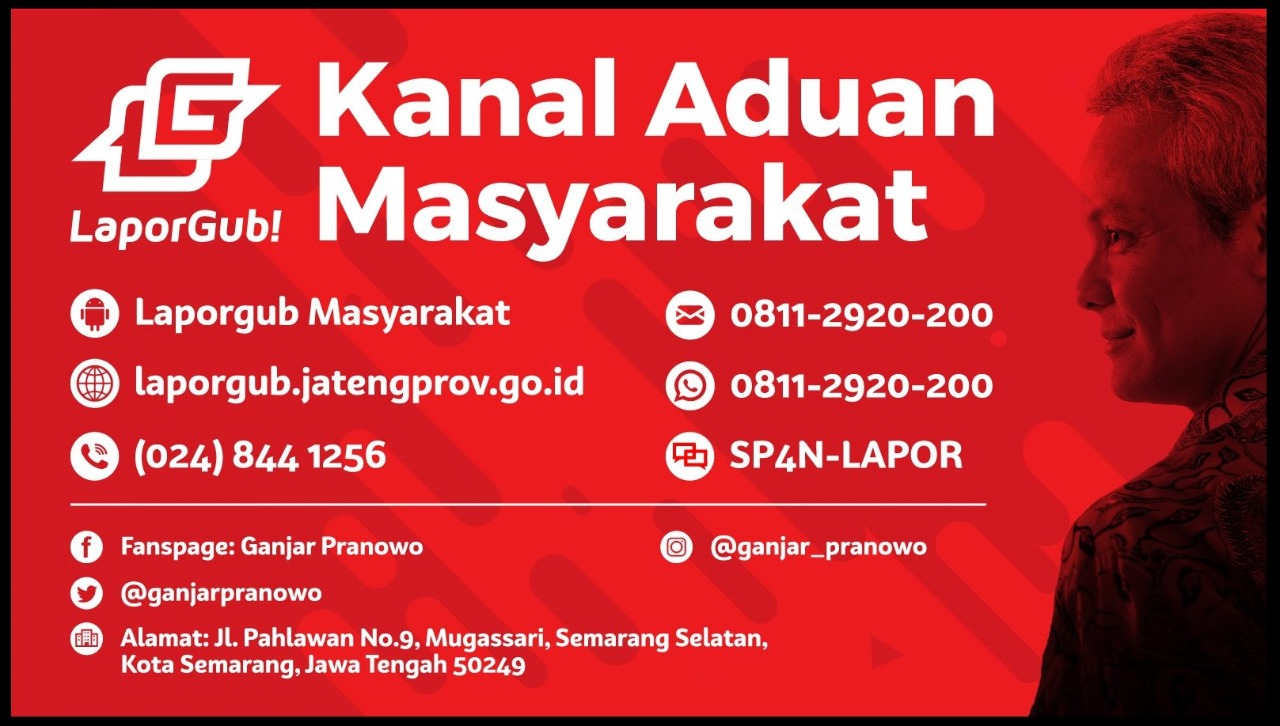 LaporGub!
Kanal Aduan
Masyarakat
Laporgub Masyarakat
laporgub.jatengprov.go.id
(024) 844 1256
0811-2920-200
0811-2920-200
SP4N-LAPOR
Fanspage: Ganjar Pranowo
@ganjar_pranowo
@ganjarpranowo
Alamat: Jl. Pahlawan No.9, Mugassari, Semarang Selatan,
Kota Semarang, Jawa Tengah 50249